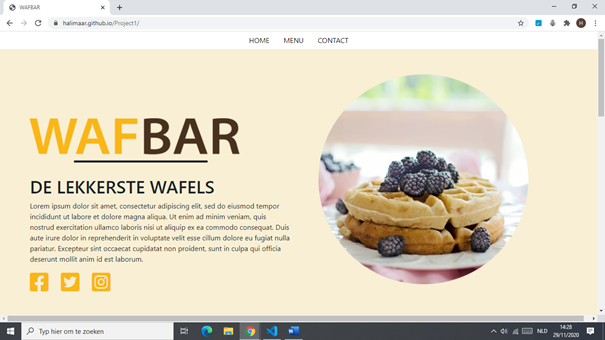 WAFBAR
halimaar.github.io/Project1/
H
HOME MENU CONTACT
WAFBAR
DE LEKKERSTE WAFELS
Lorem ipsum dolor sit amet, consectetur adipiscing elit, sed do eiusmod tempor
incididunt ut labore et dolore magna aliqua. Ut enim ad minim veniam, quis
nostrud exercitation ullamco laboris nisi ut aliquip ex ea commodo consequat. Duis
aute irure dolor in reprehenderit in voluptate velit esse cillum dolore eu fugiat nulla
pariatur. Excepteur sint occaecat cupidatat non proident, sunt in culpa qui officia
deserunt mollit anim id est laborum.
Typ hier om te zoeken
NLD
14:28
29/11/2020